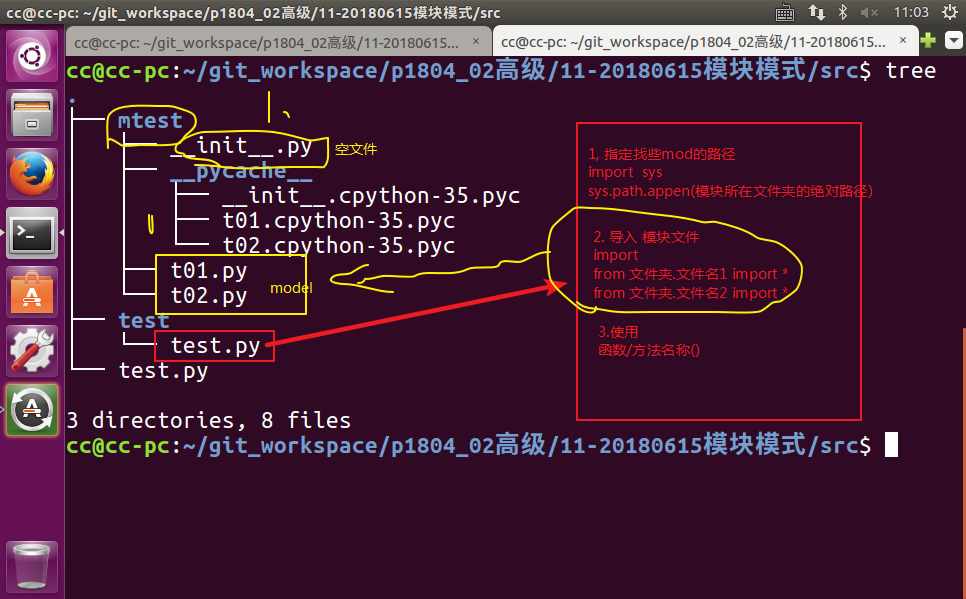 cc@cc-pc: ~/git_workspace/p1804_02高级/11-20180615模块模式/src
11:03
cc@cc-pc: ~/git_workspace/p1804_02高级/11-20180615... ×
cc@cc-pc: ~/git_workspace/p1804_02高级/11-20180615... ×
cc@cc-pc:~/git_workspace/p1804_02高级/11-20180615模块模式/src$ tree
.
mtest
__init__.py
空文件
__pycache__
__init__.cpython-35.pyc
t01.cpython-35.pyc
t02.cpython-35.pyc
t01.py
t02.py
model
test
test.py
test.py
1, 指定找些mod的路径
import sys
sys.path.appen(模块所在文件夹的绝对路径)
2. 导入 模块文件
import
from 文件夹.文件名1 import *
from 文件夹.文件名2 import *
3.使用
函数/方法名称()
3 directories, 8 files
cc@cc-pc:~/git_workspace/p1804_02高级/11-20180615模块模式/src$